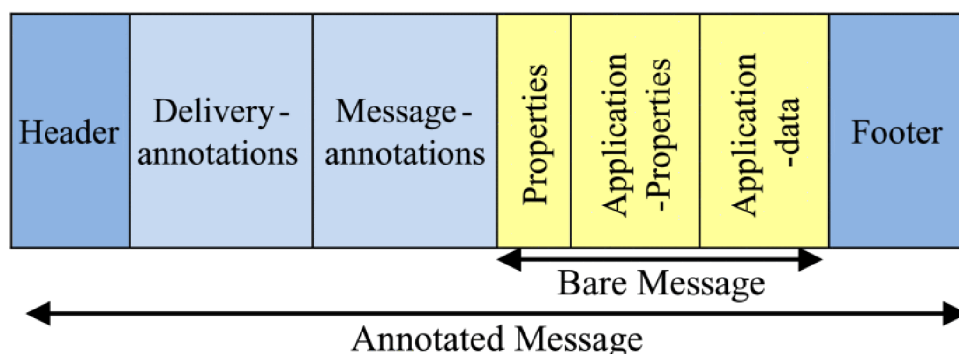 Header
Delivery-
annotations
Message-
annotations
Properties
Application
-Properties
Application
-data
Footer
Bare Message
Annotated Message